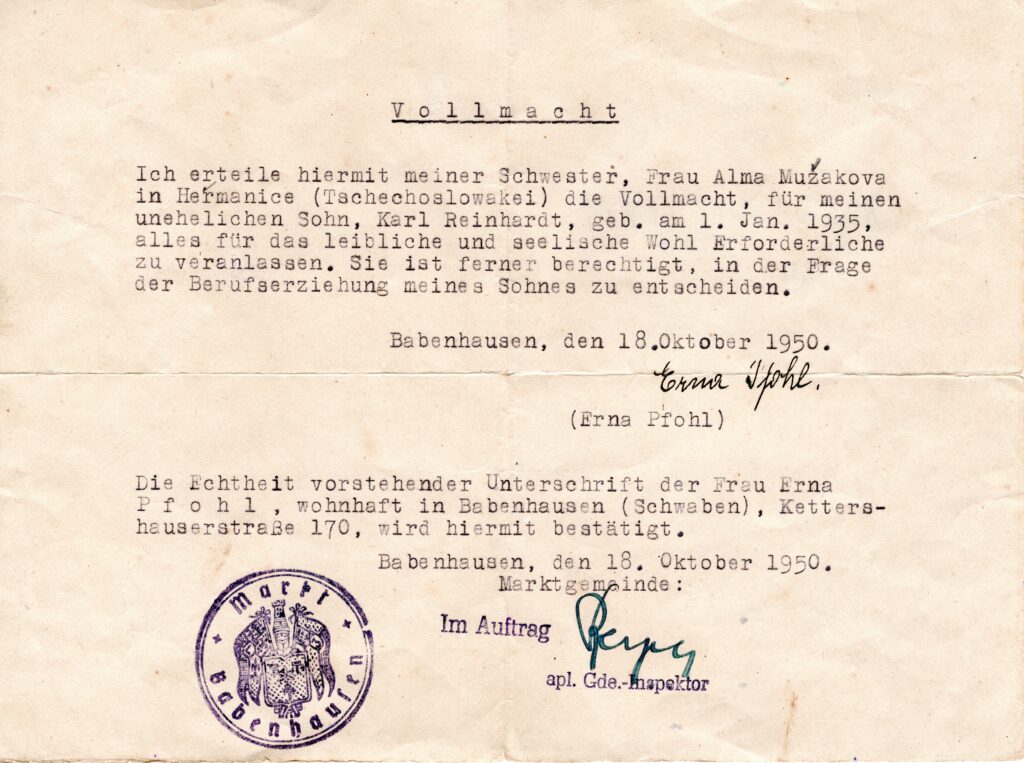 V o l l m a c h t
Ich erteile hiermit meiner Schwester, Frau Alma Mužakova
in Heřmanice (Tschechoslowakei) die Vollmacht, für meinen
unehelichen Sohn, Karl Reinhardt, geb. am 1. Jan. 1935,
alles für das leibliche und seelische Wohl Erforderliche
zu veranlassen. Sie ist ferner berechtigt, in der Frage
der Berufserziehung meines Sohnes zu entscheiden.
Babenhausen, den 18.Oktober 1950.
Erna Pfohl.
(Erna Pfohl)
Die Echtheit vorstehender Unterschrift der Frau Erna
P f o h l , wohnhaft in Babenhausen (Schwaben), Ketters-
hauserstraße 170, wird hiermit bestätigt.
Babenhausen, den 18. Oktober 1950.
Marktgemeinde:
Im Auftrag
apl. Gde.-Inspektor
Markt
Babenhausen